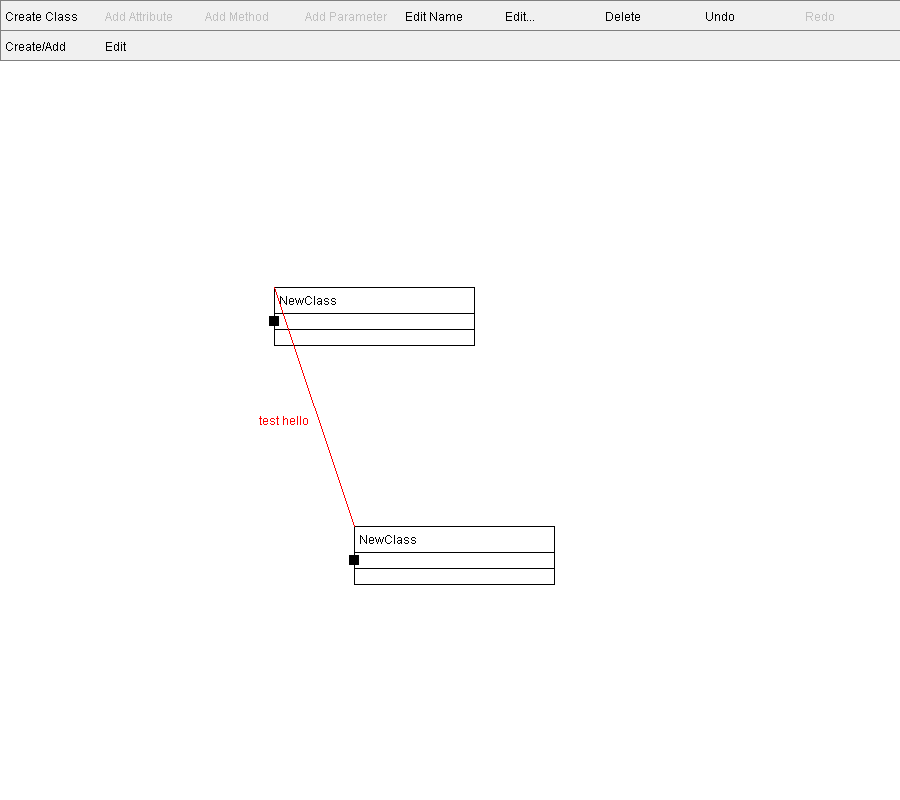 Create Class Add Attribute Add Method Add Parameter Edit Name Edit... Delete Undo Redo
Create/Add Edit
NewClass
test hello
NewClass